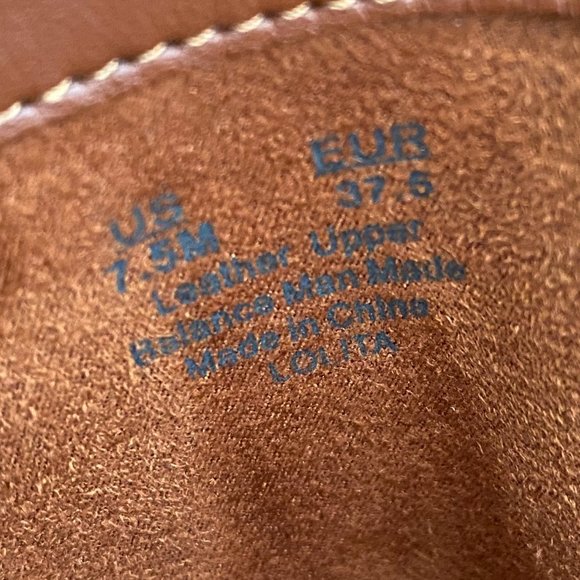 US EUR
7.5M 37.5
Leather Upper
Balance Man Made
Made in China
LOLITA